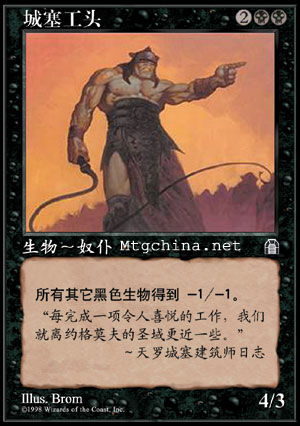 城塞工头 2
生物～奴仆 Mtgchina.net
所有其它黑色生物得到 -1/-1。
“每完成一项令人喜悦的工作，我们
就离约格莫夫的圣域更近一些。”
～天罗城塞建筑师日志
Illus. Brom
©1998 Wizards of the Coast, Inc.
4/3